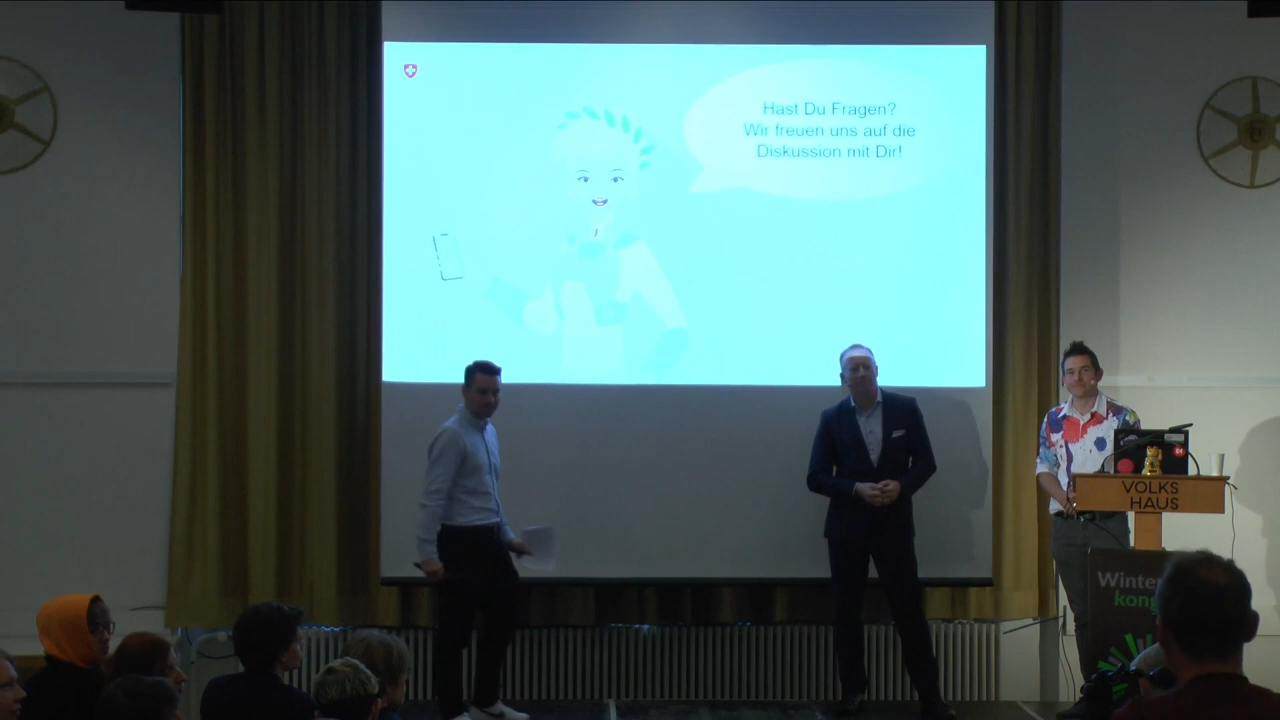 Hast Du Fragen?
Wir freuen uns auf die
Diskussion mit Dir!
VOLKS
HAUS
Winter
kong